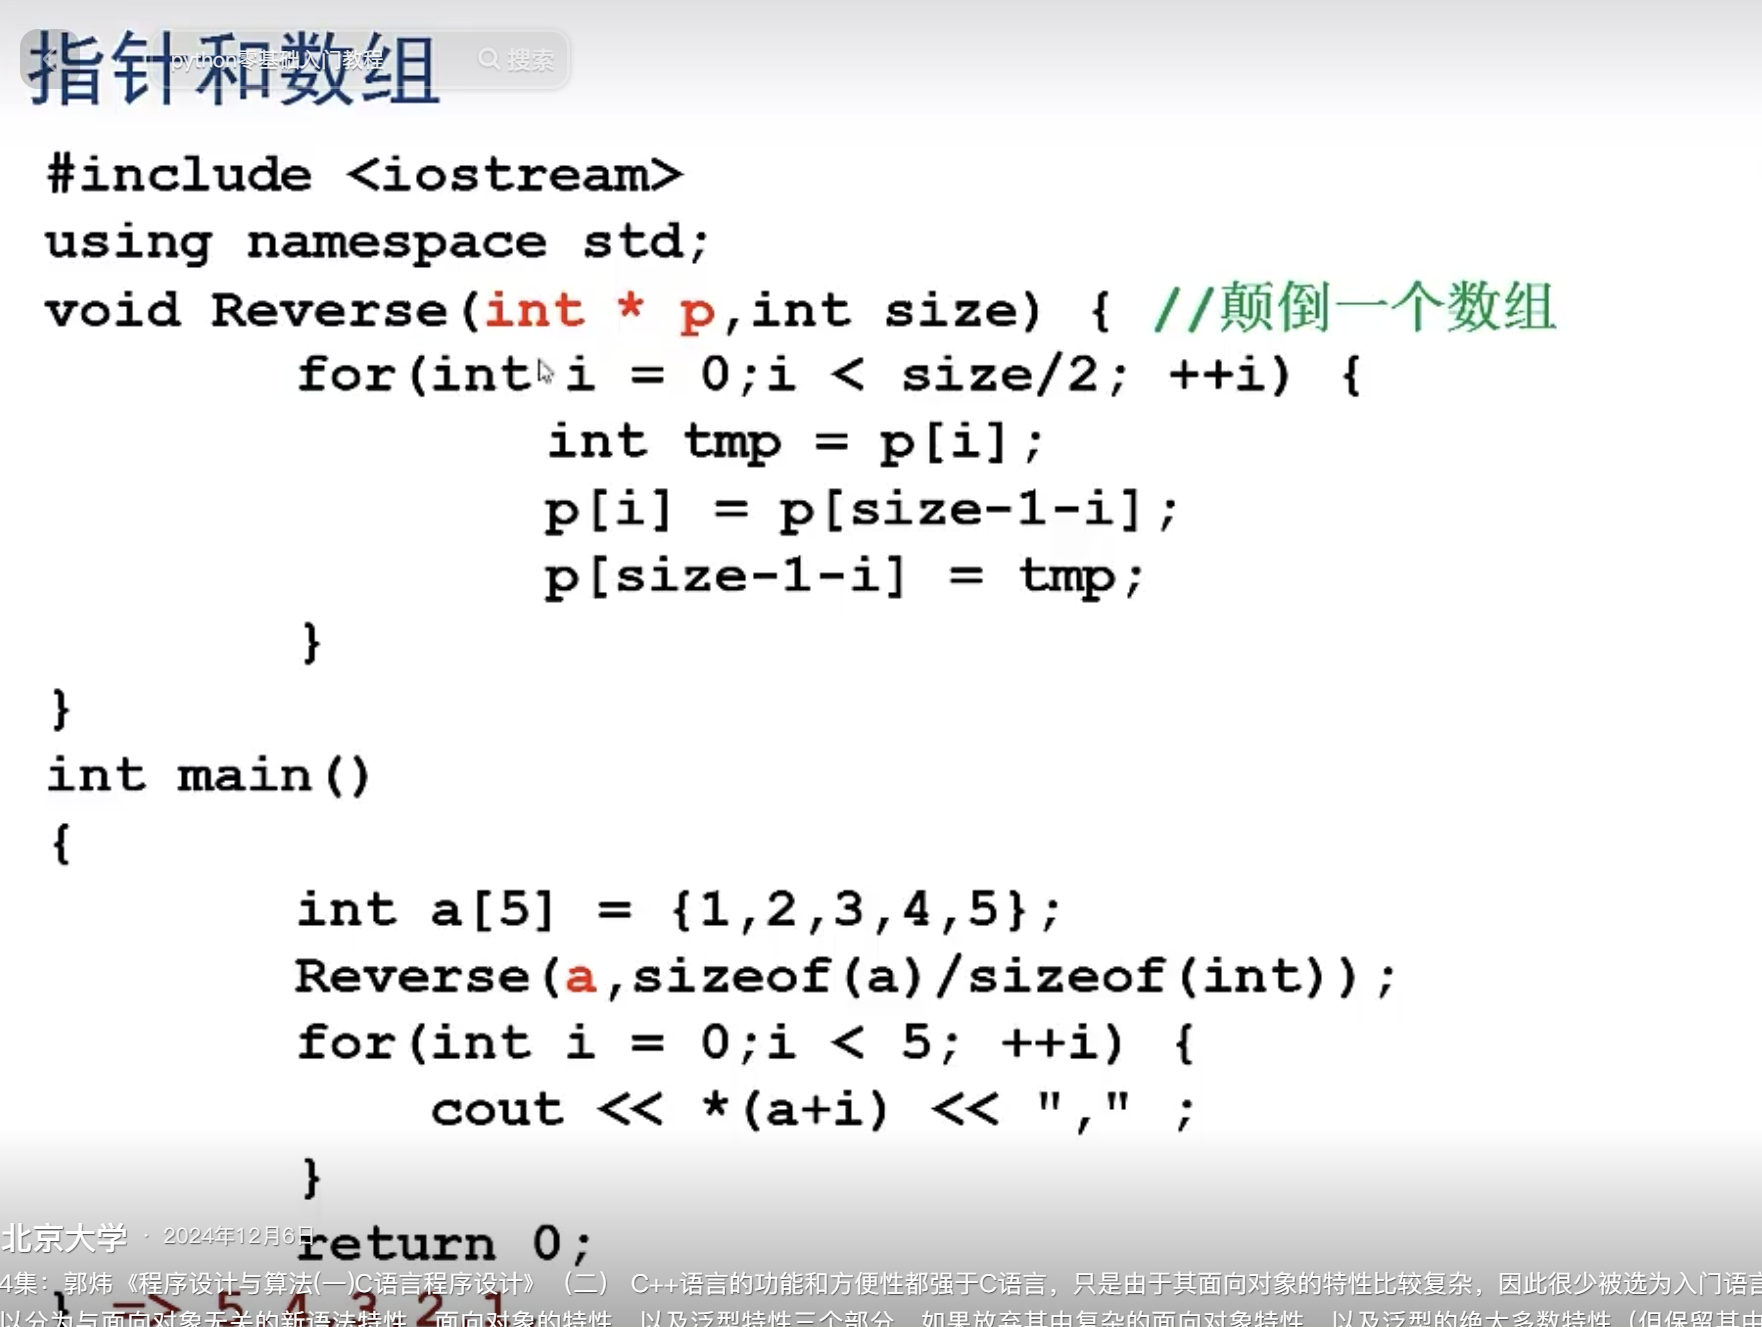 指针和数组
python零基础入门教程 搜索
#include <iostream>
using namespace std;
void Reverse(int * p,int size) { //颠倒一个数组
for(int i = 0;i < size/2; ++i) {
int tmp = p[i];
p[i] = p[size-1-i];
p[size-1-i] = tmp;
}
}
int main()
{
int a[5] = {1,2,3,4,5};
Reverse(a,sizeof(a)/sizeof(int));
for(int i = 0;i < 5; ++i) {
cout << *(a+i) << "," ;
}
return 0;
北京大学 · 2024年12月6日
4集：郭炜《程序设计与算法(一)C语言程序设计》（二） C++语言的功能和方便性都强于C语言，只是由于其面向对象的特性比较复杂，因此很少被选为入门语言
} => 5,4,3,2,1,
以分为与面向对象无关的新语法特性、面向对象的特性、以及泛型特性三个部分。如果放弃其中复杂的面向对象特性、以及泛型的绝大多数特性（但保留其中